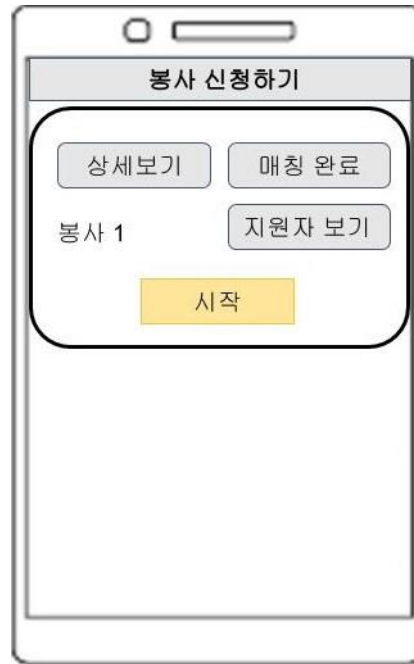 봉사 신청하기
상세보기
매칭 완료
봉사 1
지원자 보기
시작